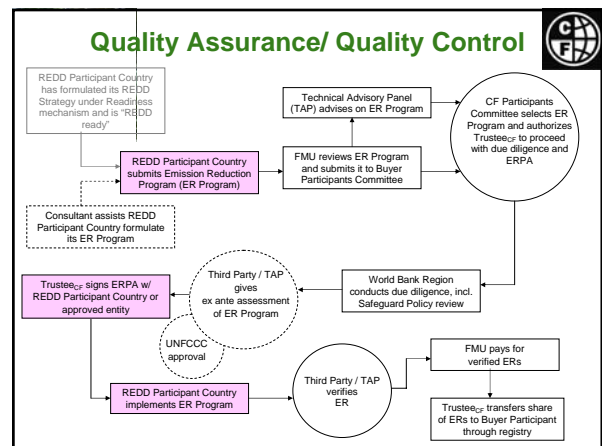 Quality Assurance/ Quality Control
C
F
REDD Participant Country
has formulated its REDD
Strategy under Readiness
mechanism and is "REDD
ready"
Technical Advisory Panel
(TAP) advises on ER Program
CF Participants
Committee selects ER
Program and authorizes
TrusteeCF to proceed
with due diligence and
ERPA
REDD Participant Country
submits Emission Reduction
Program (ER Program)
FMU reviews ER Program
and submits it to Buyer
Participants Committee
Consultant assists REDD
Participant Country formulate
its ER Program
TrusteeCF signs ERPA w/
REDD Participant Country or
approved entity
Third Party / TAP
gives
ex ante assessment
of ER Program
World Bank Region
conducts due diligence, incl.
Safeguard Policy review
UNFCCC
approval
REDD Participant Country
implements ER Program
Third Party / TAP
verifies
ER
FMU pays for
verified ERs
TrusteeCF transfers share
of ERs to Buyer Participant
through registry